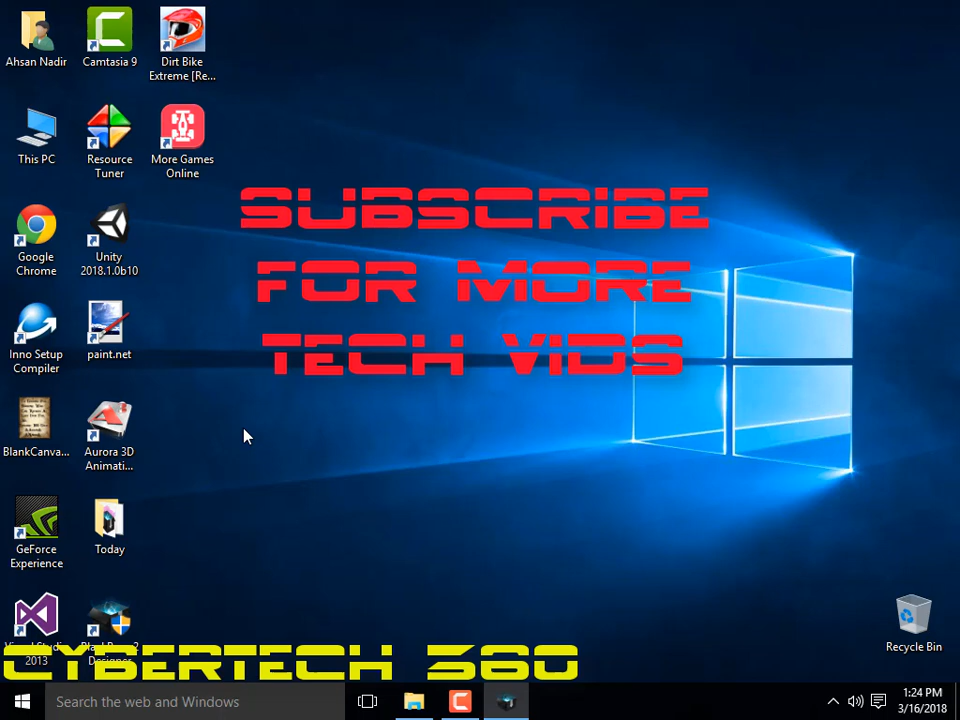 Ahsan Nadir
Camtasia 9
Dirt Bike
Extreme [Re...
This PC
Resource
Tuner
More Games
Online
Google
Chrome
Unity
2018.1.0b10
Inno Setup
Compiler
paint.net
BlankCanva...
Aurora 3D
Animati...
GeForce
Experience
Today
2013
Designer
Recycle Bin
SUBSCRIBE
FOR MORE
TECH VIDS
CYBERTECH 360
Search the web and Windows
1:24 PM
3/16/2018